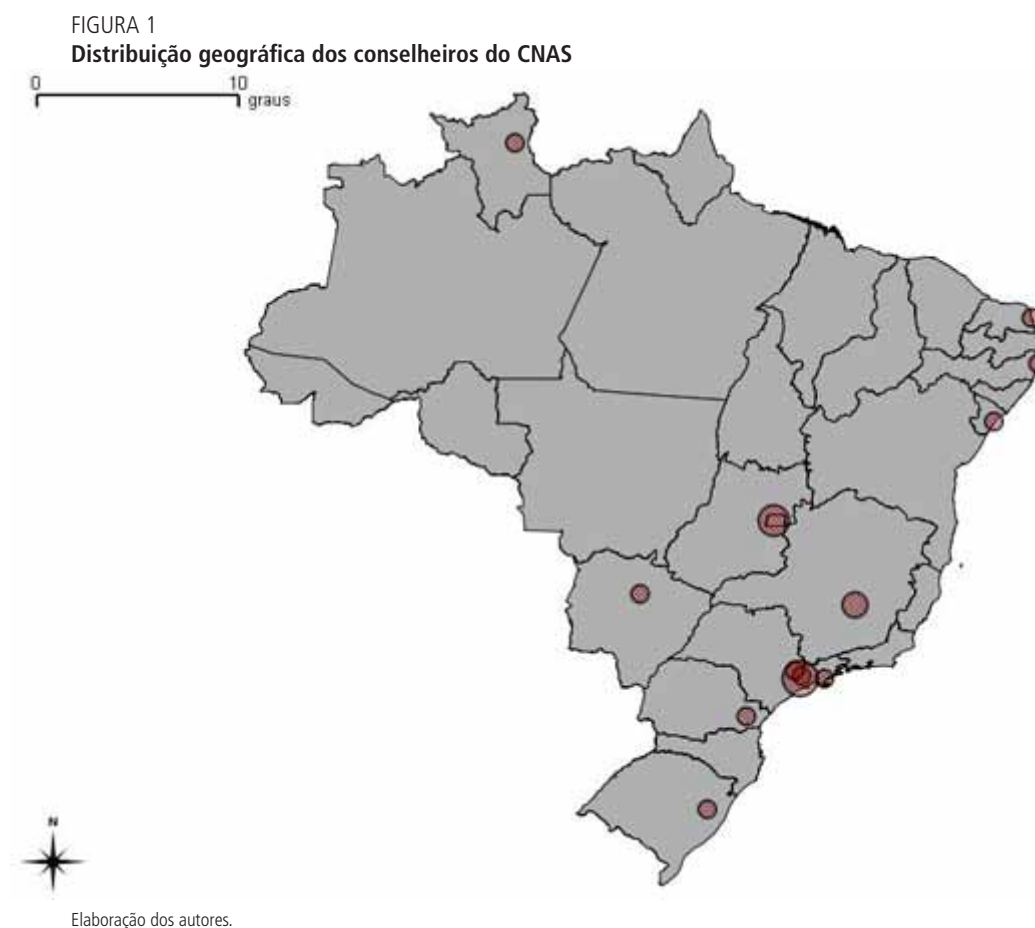 FIGURA 1
Distribuição geográfica dos conselheiros do CNAS
0 10
graus
N
Elaboração dos autores.